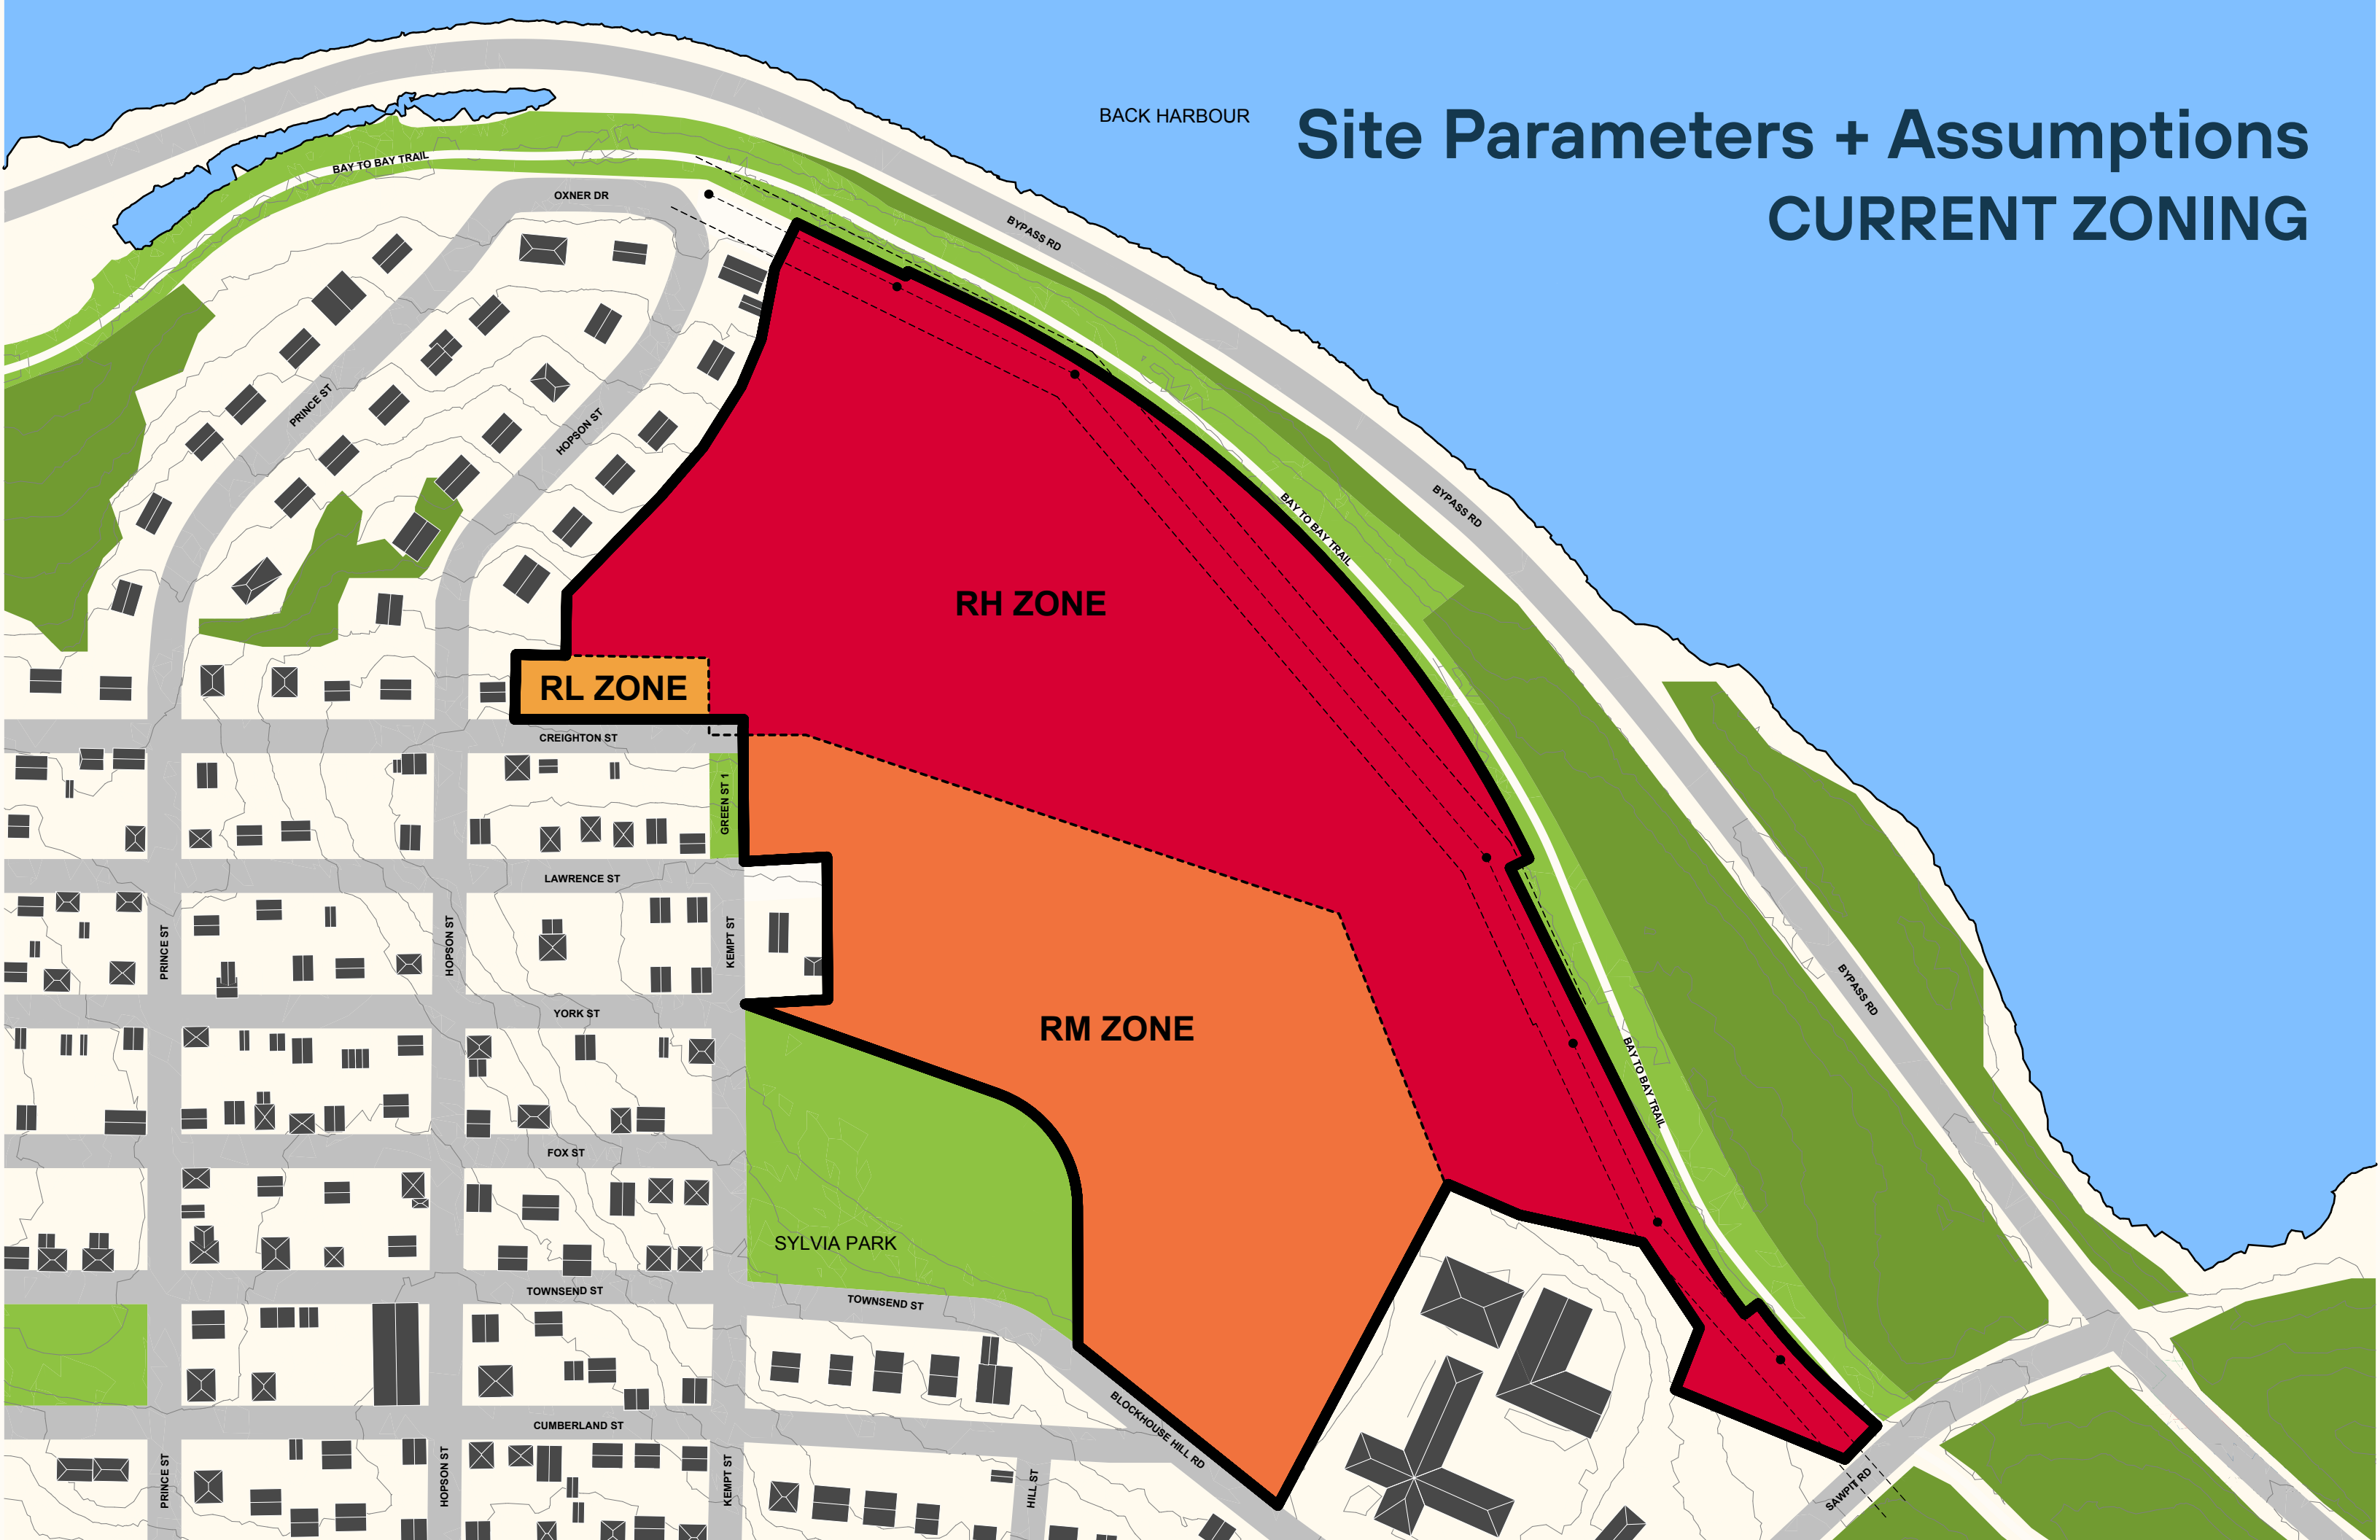 BACK HARBOUR
Site Parameters + Assumptions
CURRENT ZONING
BAY TO BAY TRAIL
OXNER DR
BYPASS RD
PRINCE ST
HOPSON ST
BYPASS RD
BAY TO BAY TRAIL
RH ZONE
RL ZONE
CREIGHTON ST
GREEN ST 1
LAWRENCE ST
PRINCE ST
HOPSON ST
KEMPT ST
BYPASS RD
YORK ST
RM ZONE
BAY TO BAY TRAIL
FOX ST
SYLVIA PARK
TOWNSEND ST
TOWNSEND ST
CUMBERLAND ST
BLOCKHOUSE HILL RD
PRINCE ST
HOPSON ST
KEMPT ST
HILL ST
SAWPIT RD